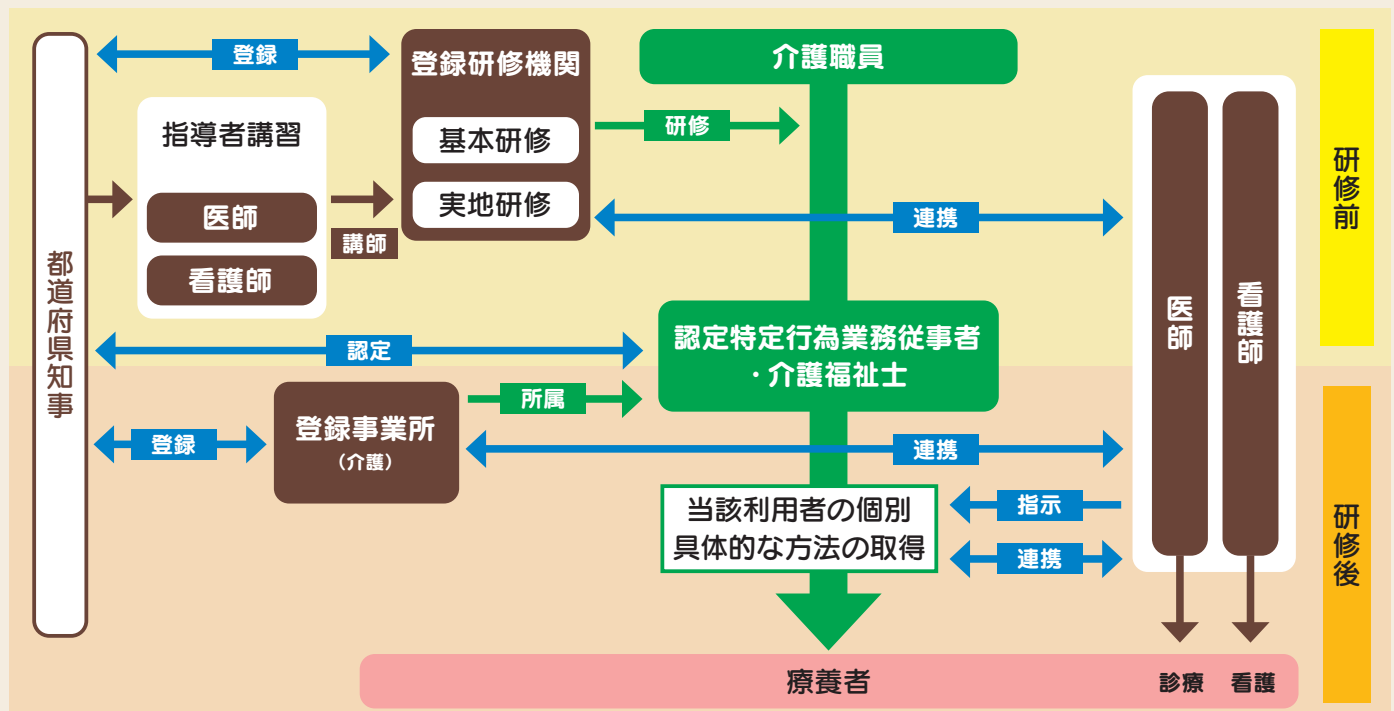 都道府県知事
登録
登録研修機関
基本研修
実地研修
介護職員
研修
指導者講習
医師
看護師
講師
連携
医師
看護師
研修前
認定
認定特定行為業務従事者
・介護福祉士
所属
登録
登録事業所
(介護)
連携
当該利用者の個別
具体的な方法の取得
指示
連携
研修後
療養者
診療
看護